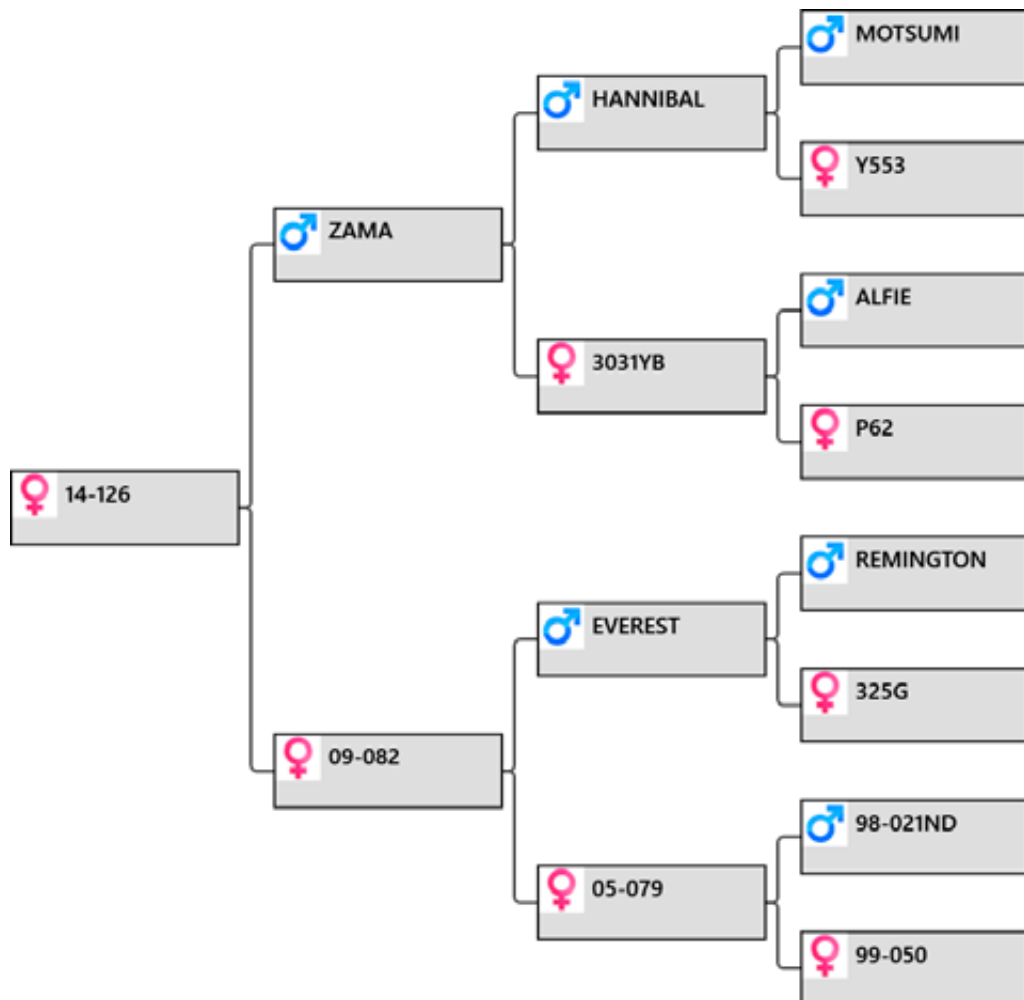 MOTSUMI
HANNIBAL
Y553
ZAMA
ALFIE
3031YB
P62
14-126
REMINGTON
EVEREST
325G
09-082
98-021ND
05-079
99-050